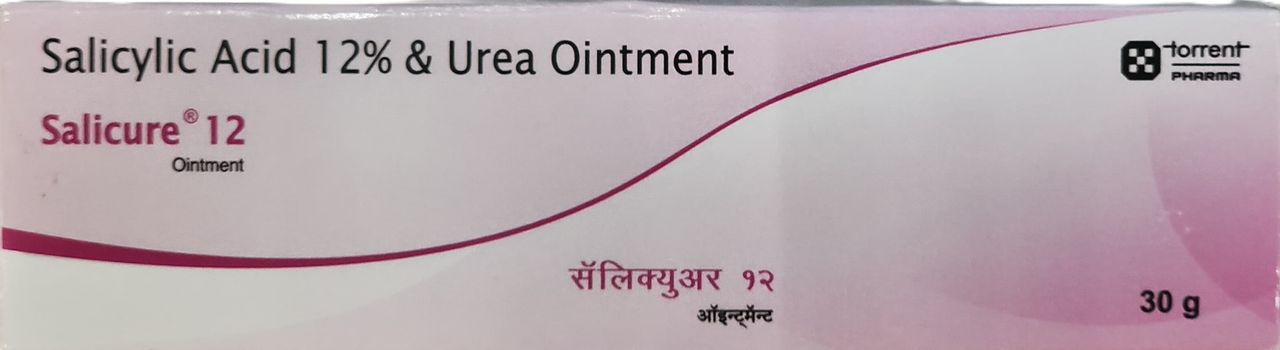 Salicylic Acid 12% & Urea Ointment
torrent
PHARMA
Salicure® 12
Ointment
सॅलिक्युअर १२
ऑइन्ट्मॅन्ट
30 g